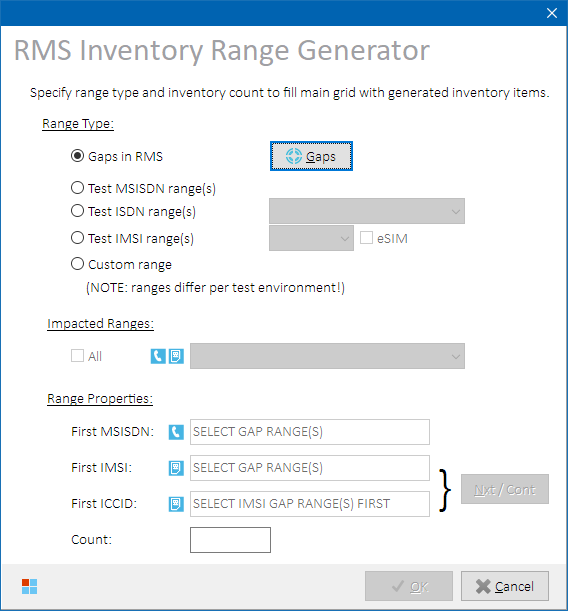 RMS Inventory Range Generator
Specify range type and inventory count to fill main grid with generated inventory items.
Range Type:
Gaps in RMS
Gaps
Test MSISDN range(s)
Test ISDN range(s)
Test IMSI range(s)
eSIM
Custom range
(NOTE: ranges differ per test environment!)
Impacted Ranges:
All
Range Properties:
First MSISDN:
SELECT GAP RANGE(S)
First IMSI:
SELECT GAP RANGE(S)
First ICCID:
SELECT IMSI GAP RANGE(S) FIRST
}
Nxt / Cont
Count:
OK
Cancel